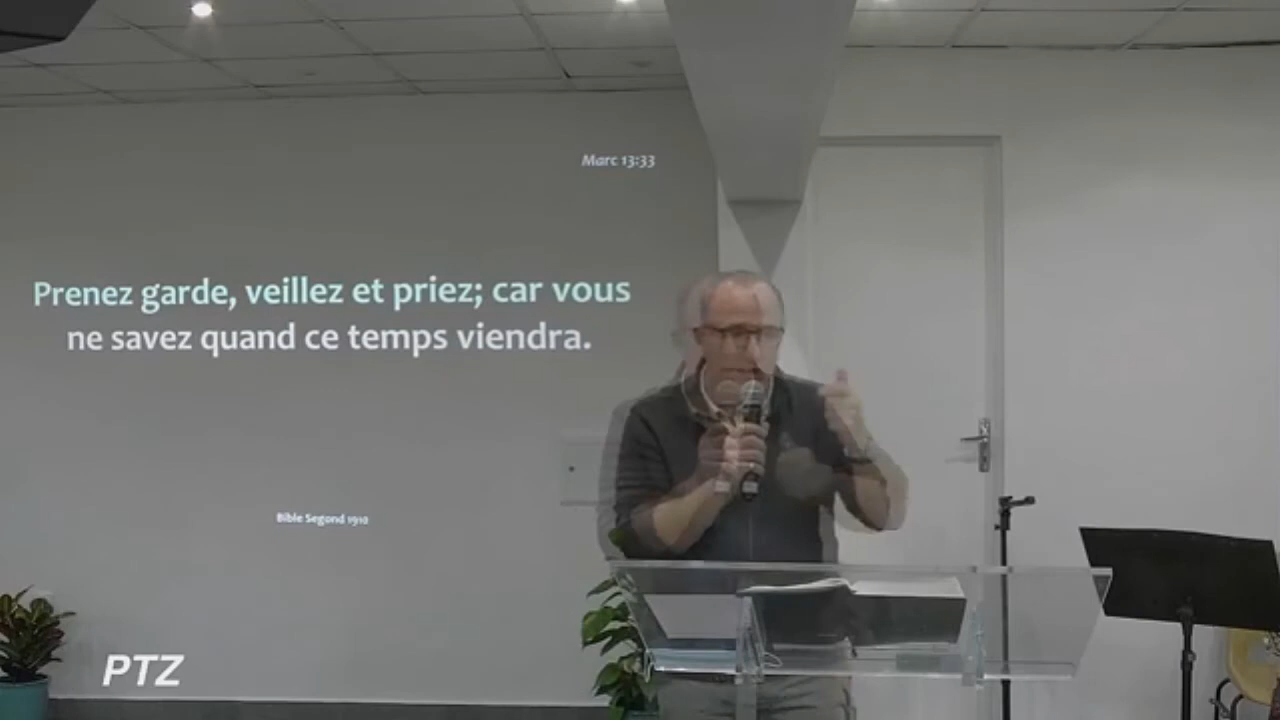 Marc 13:33
Prenez garde, veillez et priez; car vous
ne savez quand ce temps viendra.
Bible Segond 1910
PTZ